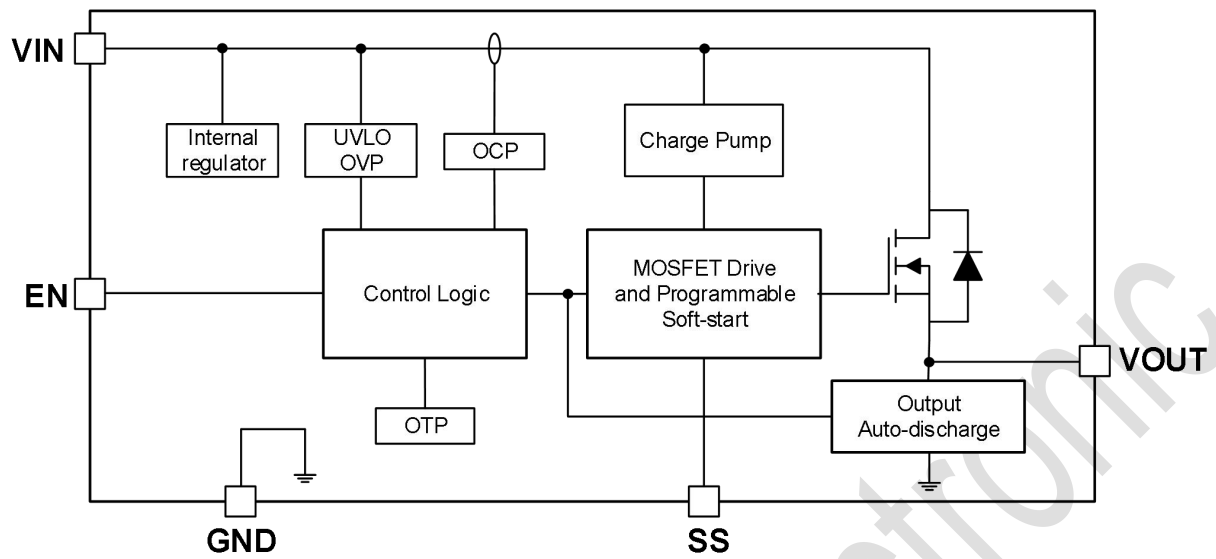 VIN
Internal
regulator
UVLO
OVP
OCP
Charge Pump
EN
Control Logic
MOSFET Drive
and Programmable
Soft-start
VOUT
OTP
Output
Auto-discharge
GND
SS